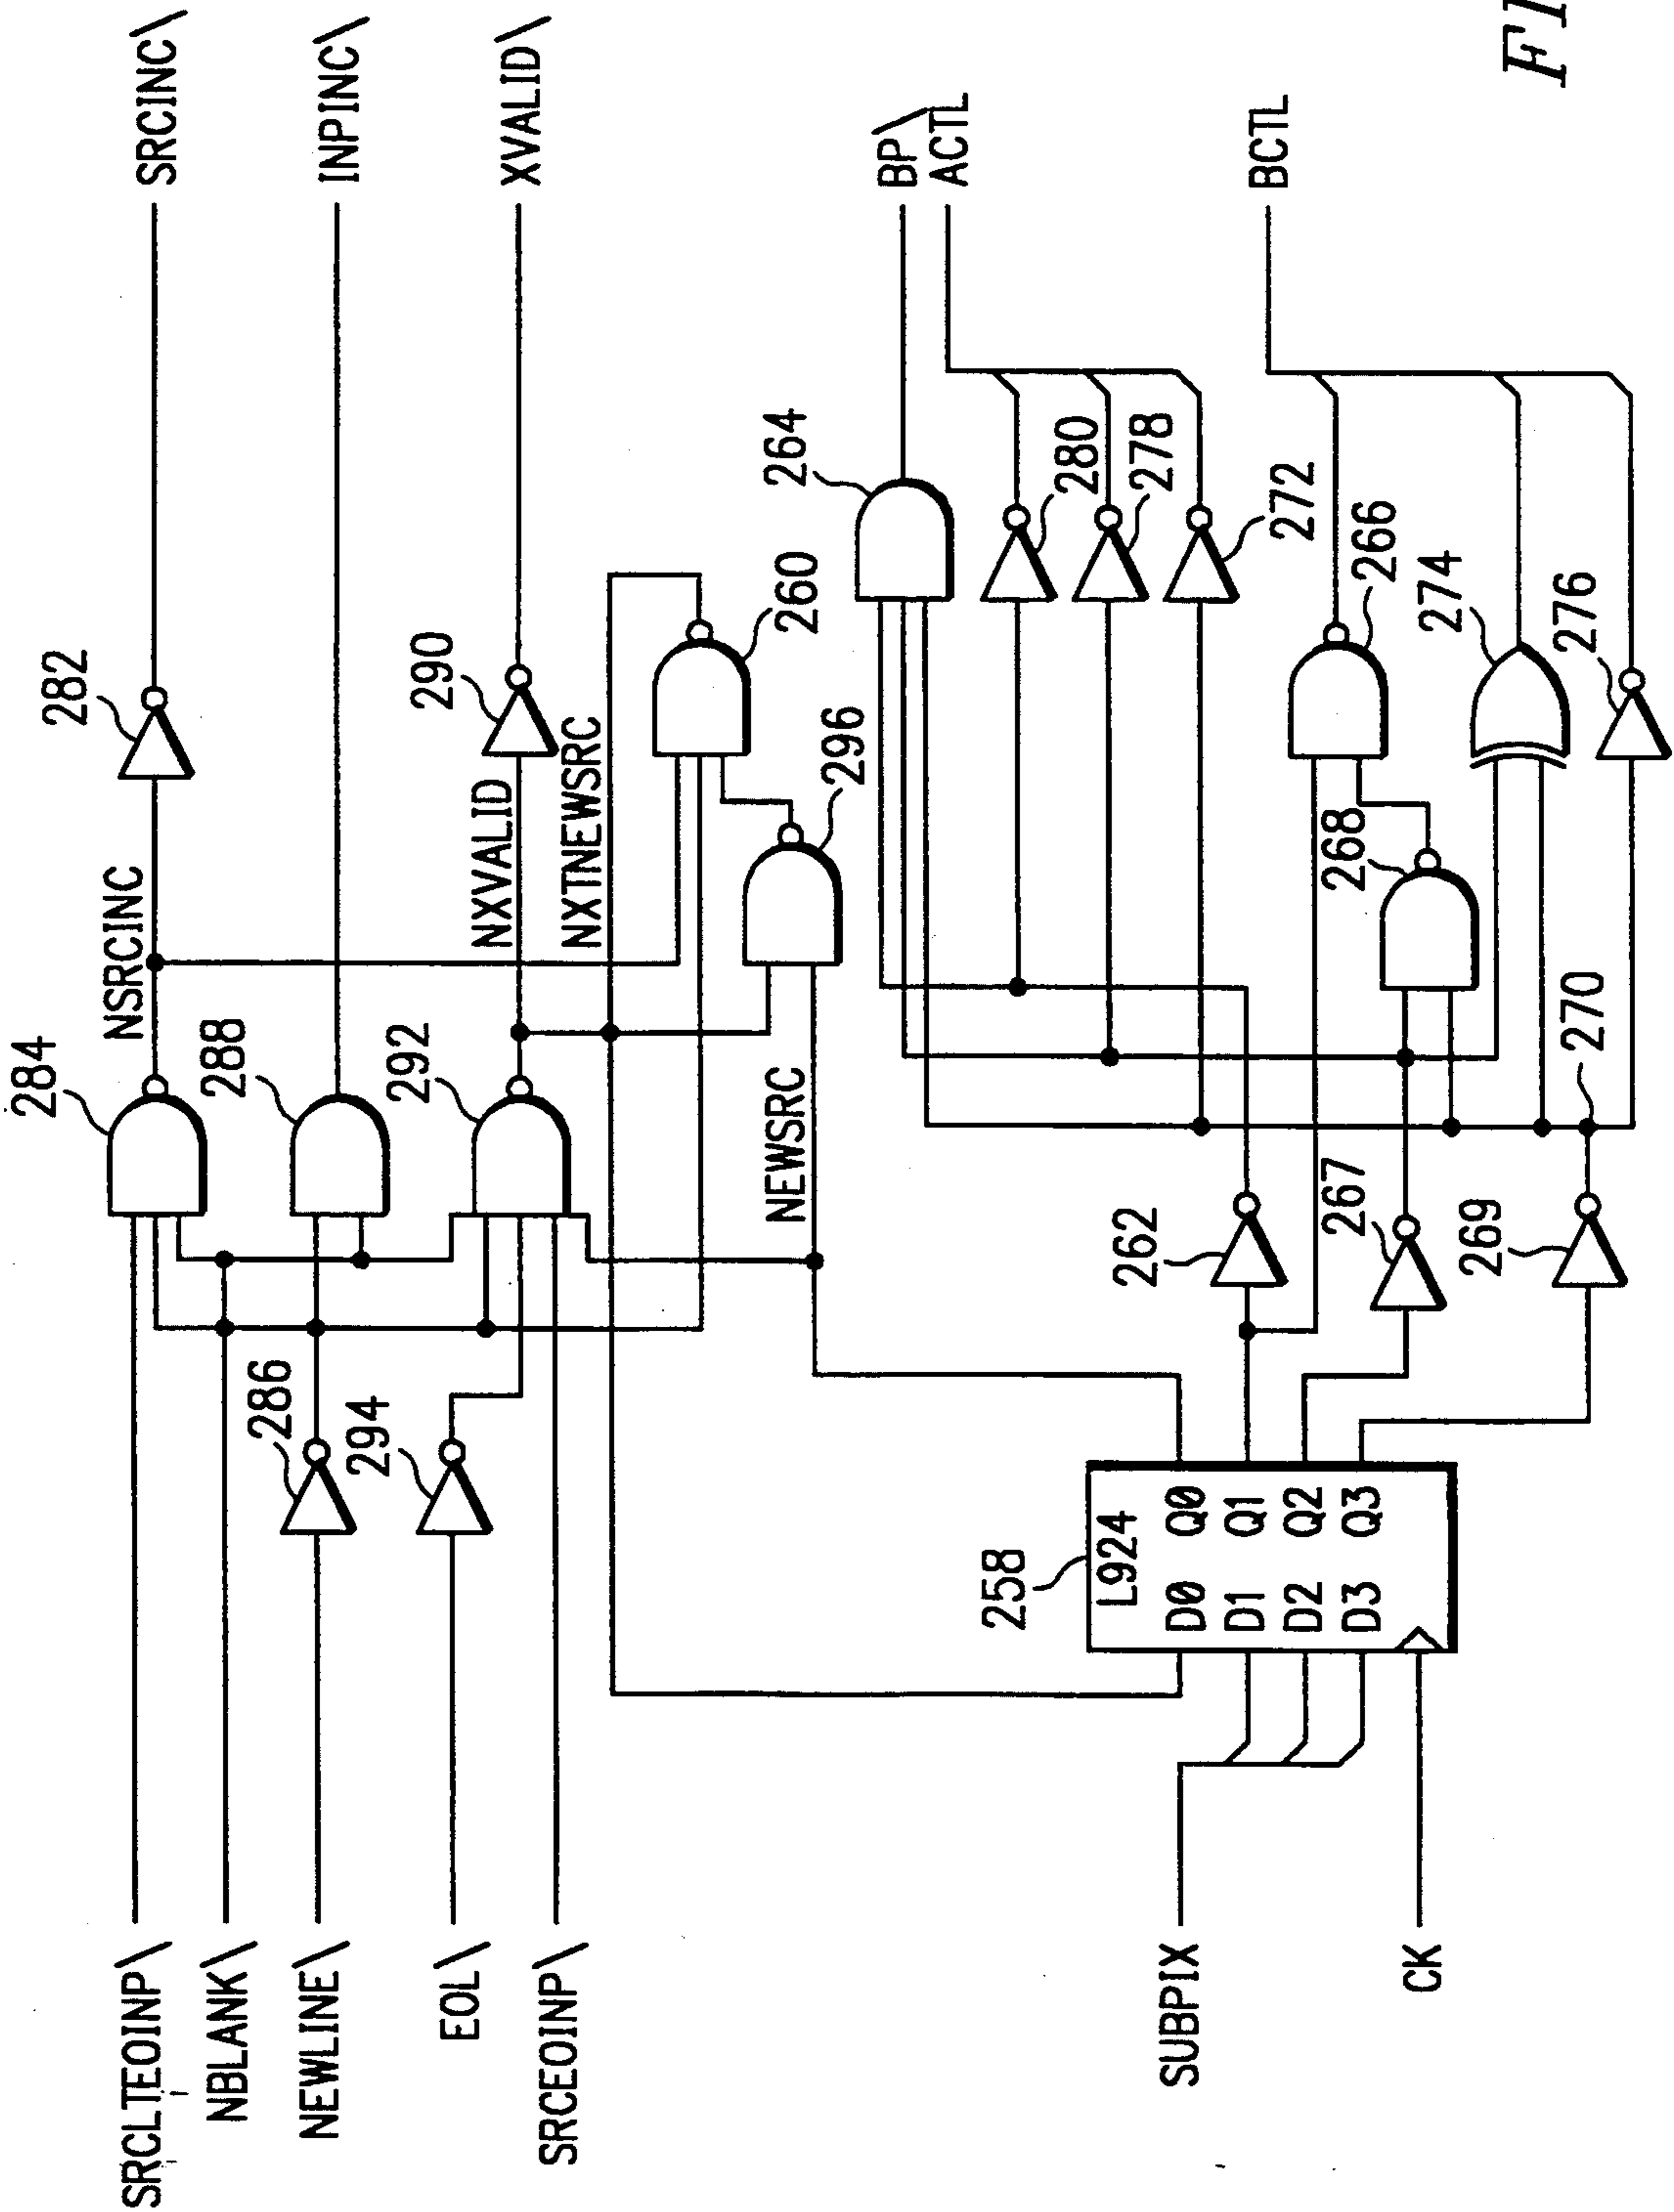 SRCLTEOINP\
NBLANK\
NEWLINE\
EOL\
SRCEOINP\
SUBPIX
CK
286
294
258
L924
D0 Q0
D1 Q1
D2 Q2
D3 Q3
284
288
292
NSRCINC
NXVALID
NXTNEWSRC
NEWSRC
262
267
269
270
282
290
260
296
264
280
278
272
268
266
274
276
SRCINC\
INPINC\
XVALID\
BP\
ACTL
BCTL